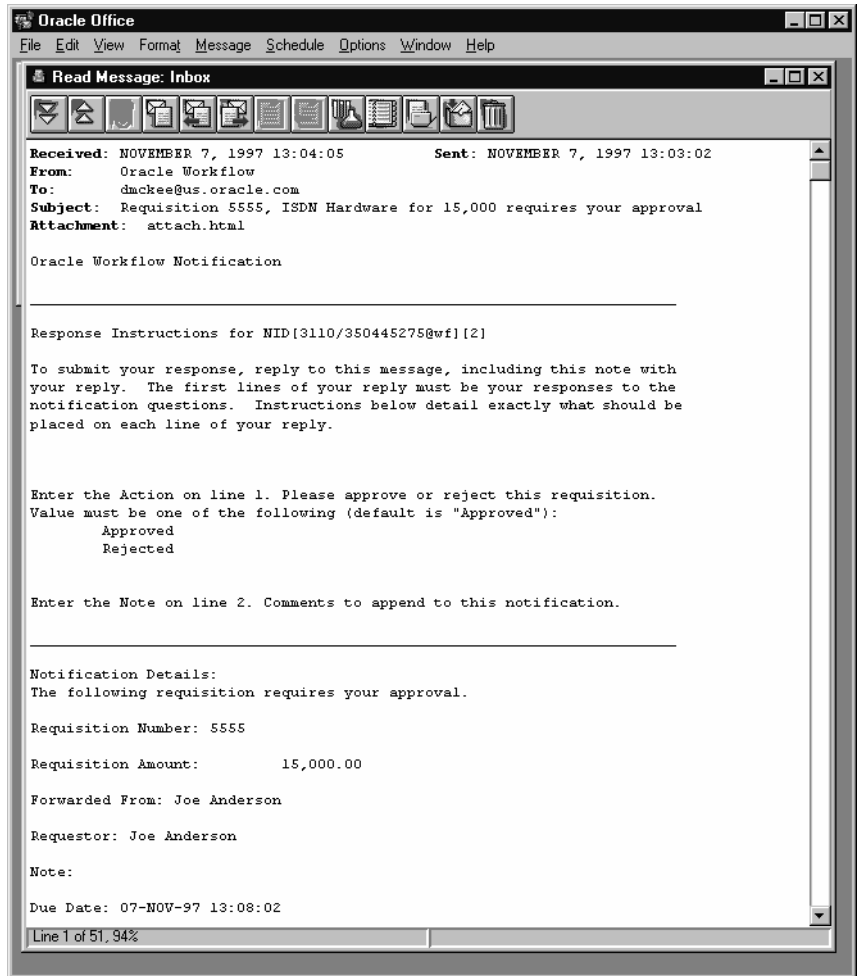 Oracle Office
File Edit View Format Message Schedule Options Window Help
Read Message: Inbox
Received: NOVEMBER 7, 1997 13:04:05 Sent: NOVEMBER 7, 1997 13:03:02
From: Oracle Workflow
To: dmckee@us.oracle.com
Subject: Requisition 5555, ISDN Hardware for 15,000 requires your approval
Attachment: attach.html
Oracle Workflow Notification
Response Instructions for NID[3110/350445275@wf][2]
To submit your response, reply to this message, including this note with
your reply. The first lines of your reply must be your responses to the
notification questions. Instructions below detail exactly what should be
placed on each line of your reply.
Enter the Action on line 1. Please approve or reject this requisition.
Value must be one of the following (default is "Approved"):
Approved
Rejected
Enter the Note on line 2. Comments to append to this notification.
Notification Details:
The following requisition requires your approval.
Requisition Number: 5555
Requisition Amount: 15,000.00
Forwarded From: Joe Anderson
Requestor: Joe Anderson
Note:
Due Date: 07-NOV-97 13:08:02
Line 1 of 51, 94%